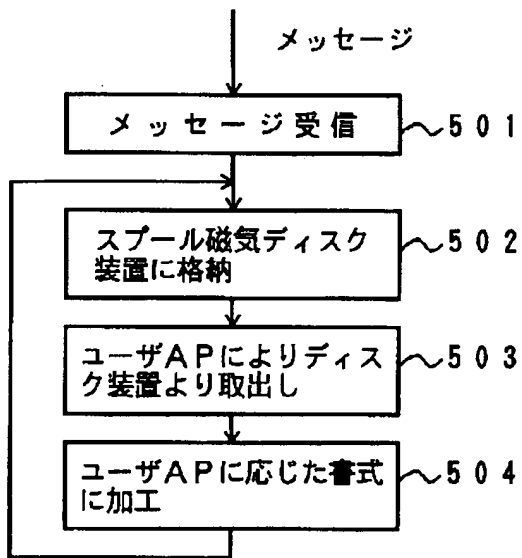 メッセージ
メッセージ受信 501
スプール磁気ディスク 502
装置に格納
ユーザAPによりディス 503
ク装置より取出し
ユーザAPに応じた書式 504
に加工